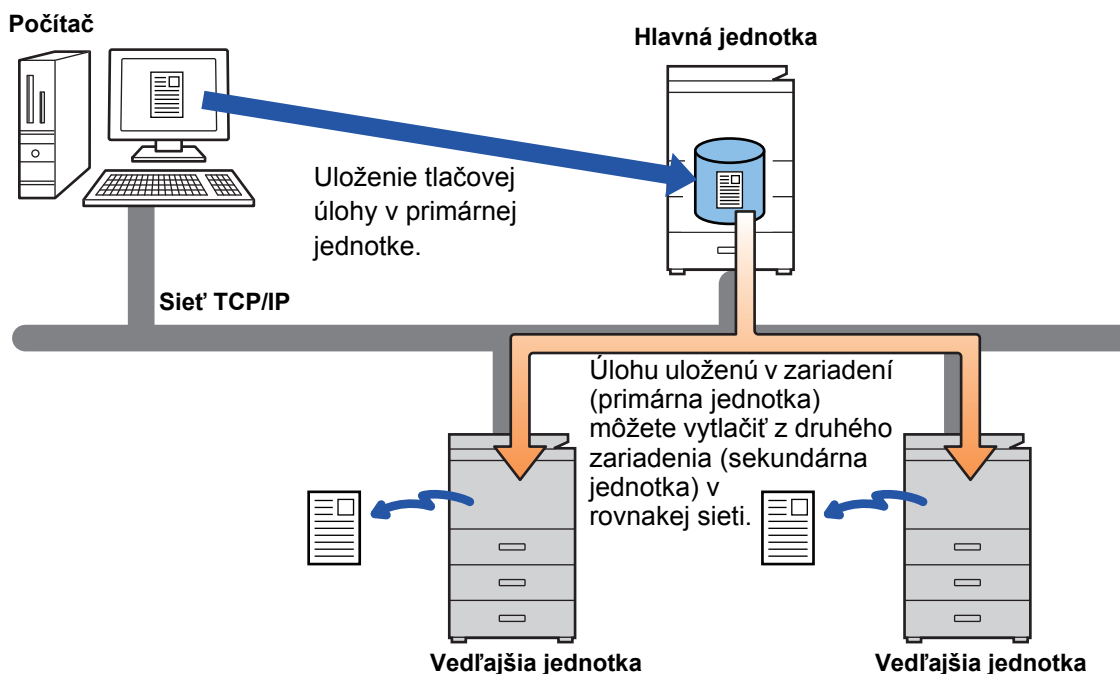 Počítač
Hlavná jednotka
Uloženie tlačovej
úlohy v primárnej
jednotke.
Sieť TCP/IP
Úlohu uloženú v zariadení
(primárna jednotka)
môžete vytlačiť z druhého
zariadenia (sekundárna
jednotka) v
rovnakej sieti.
Vedľajšia jednotka
Vedľajšia jednotka